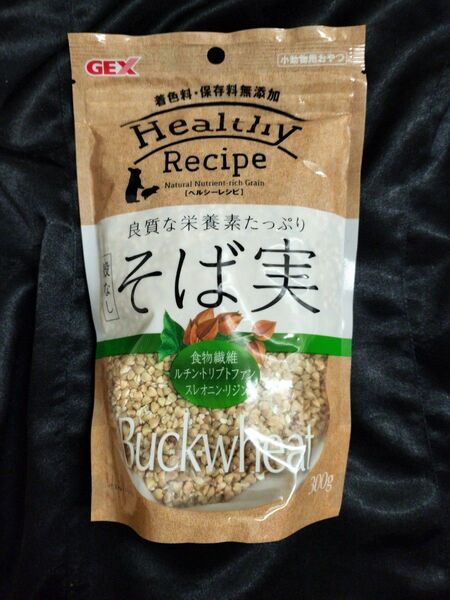 GEX
小動物用おやつ
着色料・保存料無添加
Healthy
Recipe
Natural Nutrient-rich Grain
［ヘルシーレシピ］
良質な栄養素たっぷり
殻なし
そば実
食物繊維
ルチン・トリプトファン
スレオニン・リジン
Buckwheat
300g